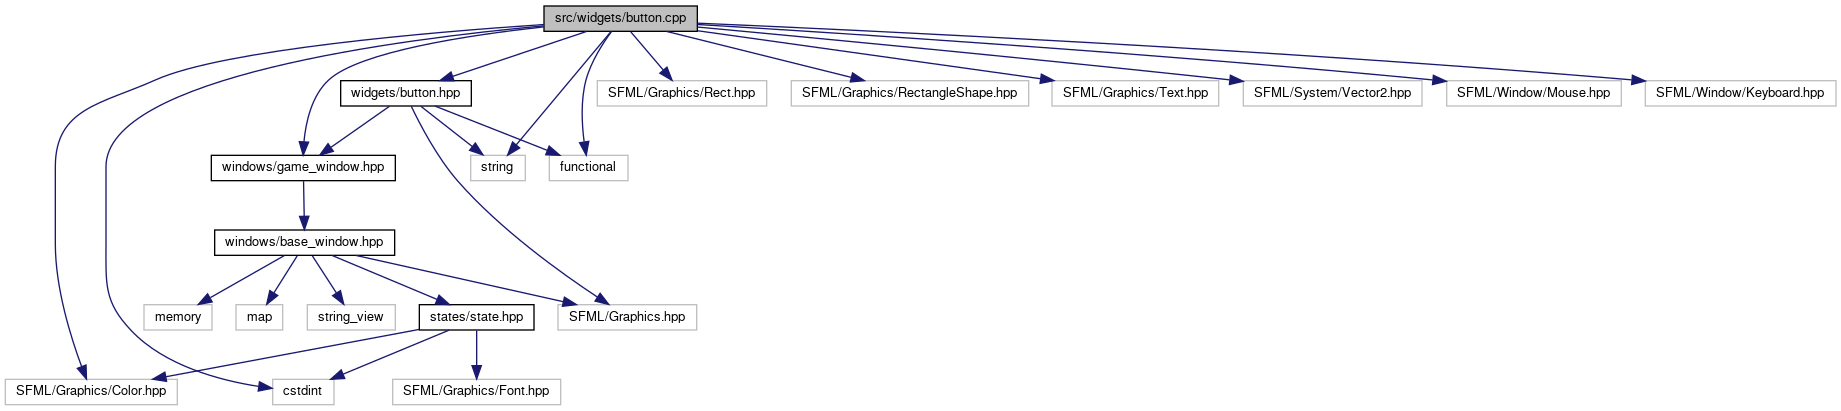 src/widgets/button.cpp
widgets/button.hpp
SFML/Graphics/Rect.hpp
SFML/Graphics/RectangleShape.hpp
SFML/Graphics/Text.hpp
SFML/System/Vector2.hpp
SFML/Window/Mouse.hpp
SFML/Window/Keyboard.hpp
windows/game_window.hpp
string
functional
windows/base_window.hpp
memory
map
string_view
states/state.hpp
SFML/Graphics.hpp
SFML/Graphics/Color.hpp
cstdint
SFML/Graphics/Font.hpp